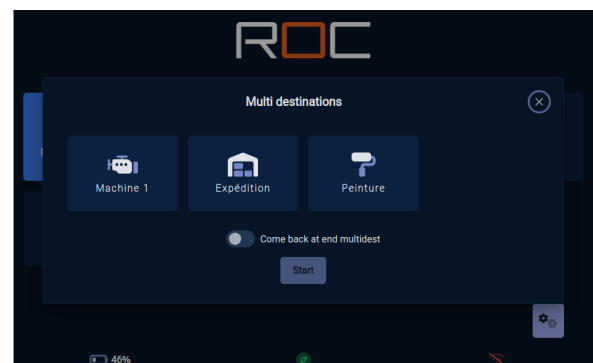 ROC
Multi destinations
Machine 1
Expédition
Peinture
Come back at end multidest
Start
46%